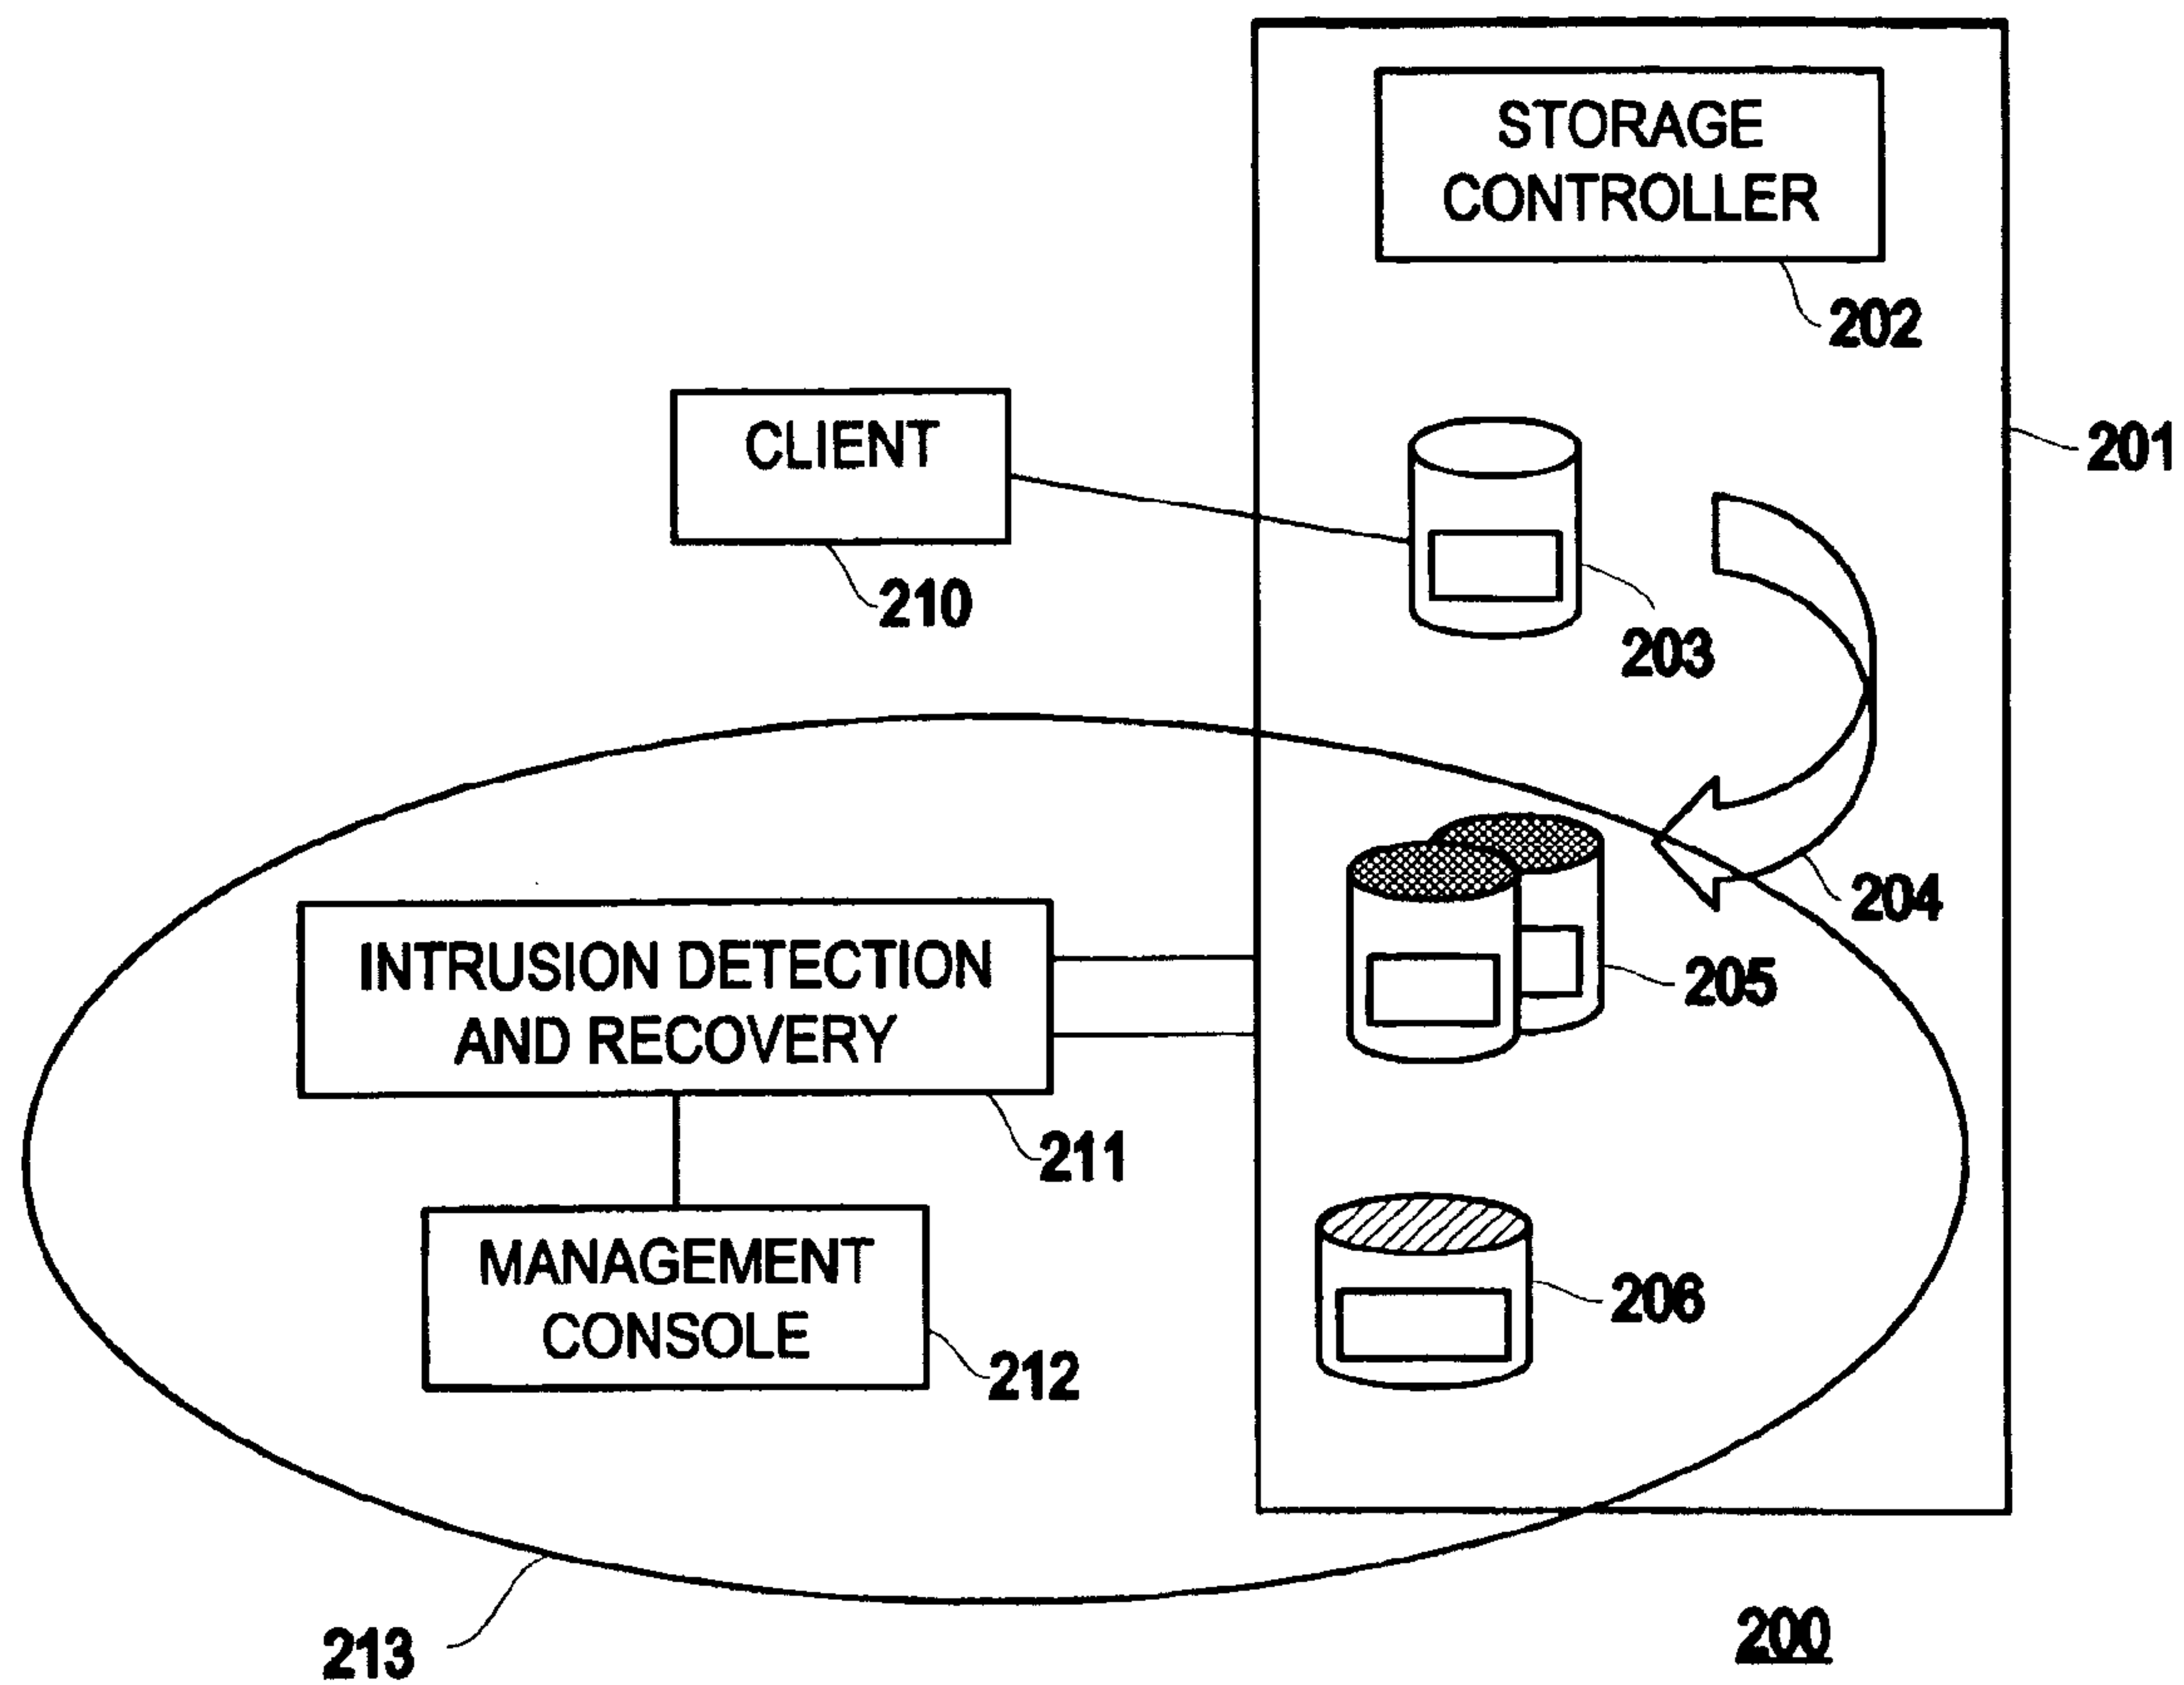 STORAGE
CONTROLLER
202
CLIENT
201
210
203
204
INTRUSION DETECTION
AND RECOVERY
205
211
MANAGEMENT
CONSOLE
206
212
213
200